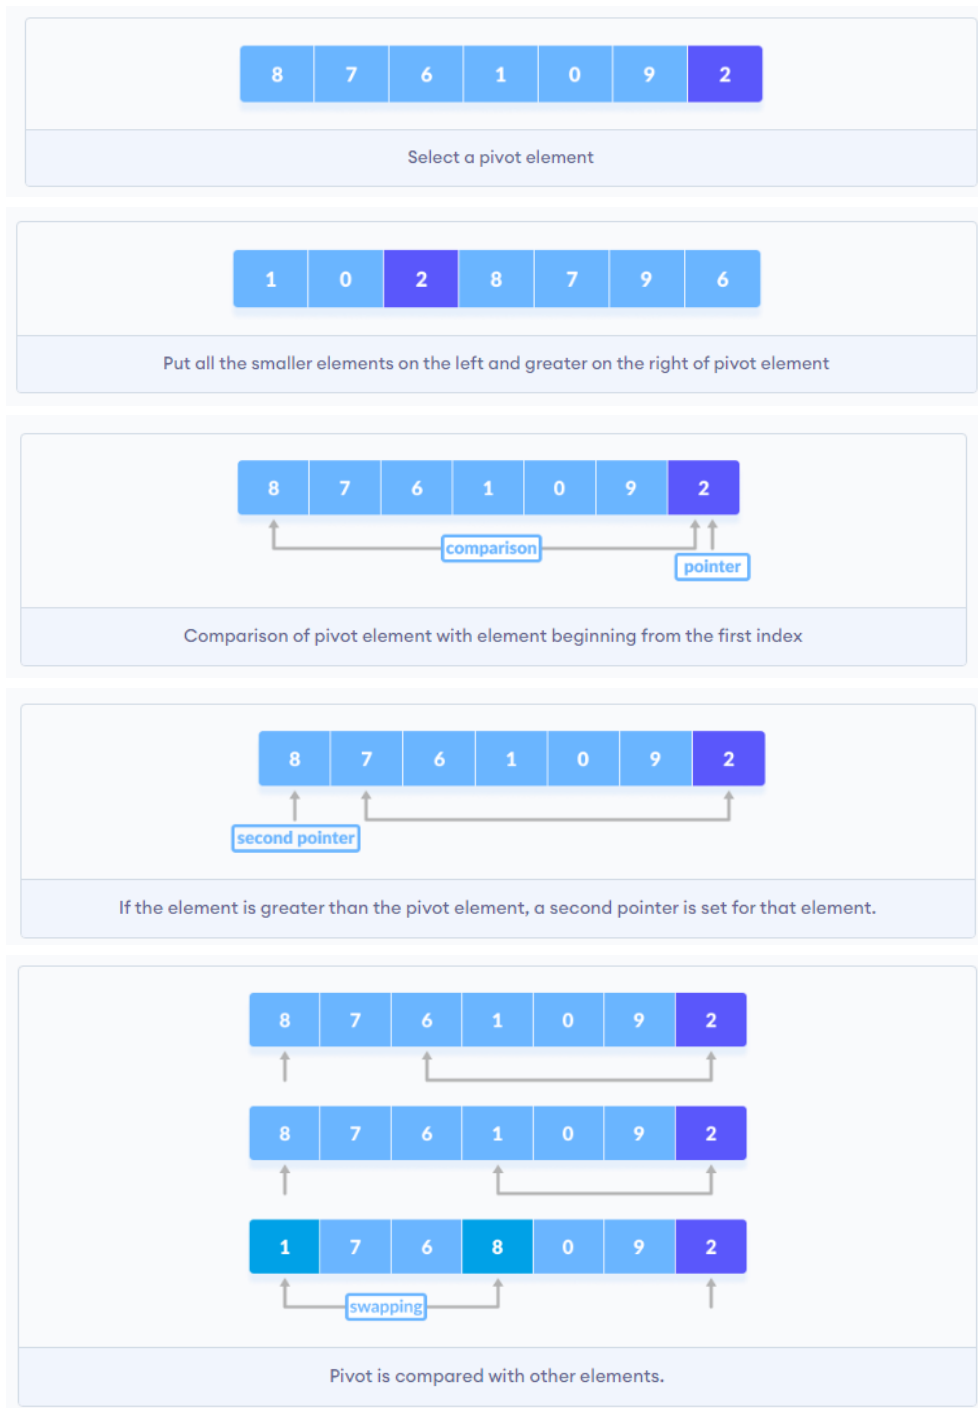 8 7 6 1 0 9 2
Select a pivot element
1 0 2 8 7 9 6
Put all the smaller elements on the left and greater on the right of pivot element
8 7 6 1 0 9 2
comparison
pointer
Comparison of pivot element with element beginning from the first index
8 7 6 1 0 9 2
second pointer
If the element is greater than the pivot element, a second pointer is set for that element.
8 7 6 1 0 9 2
8 7 6 1 0 9 2
1 7 6 8 0 9 2
swapping
Pivot is compared with other elements.